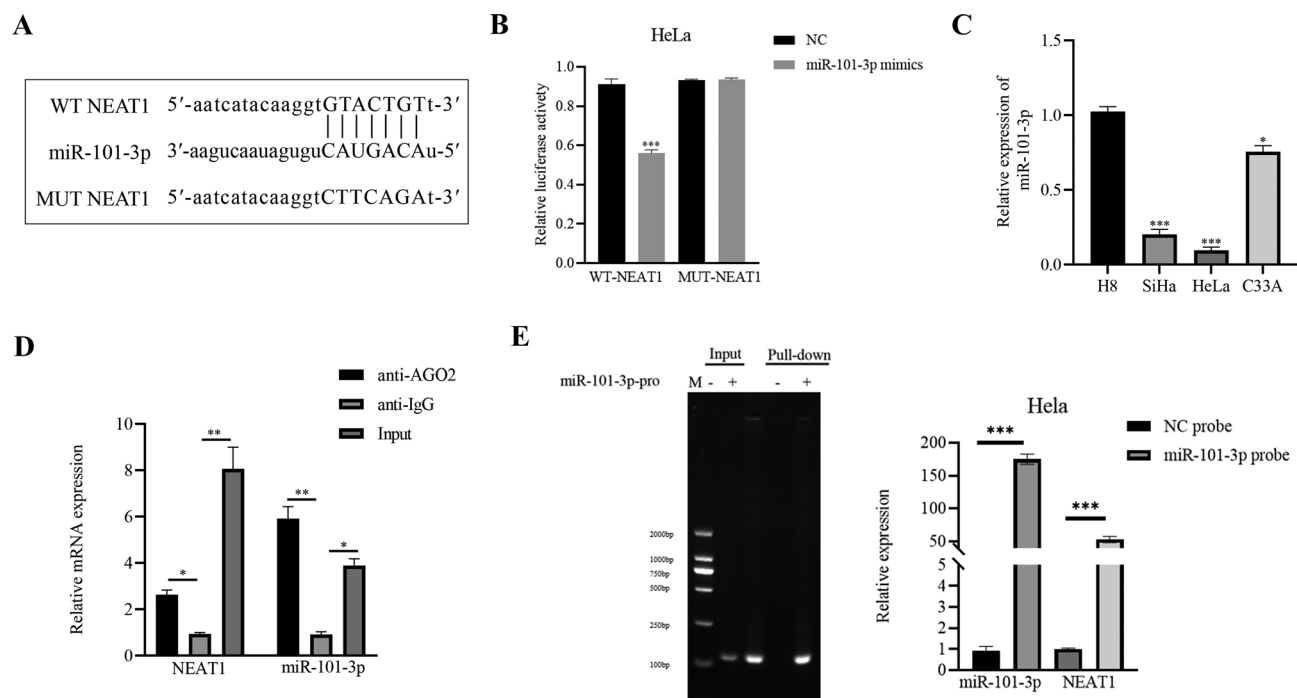 A
WT NEAT1 5′-aatcatacaaggtGTACTGTt-3′
miR-101-3p 3′-aagucaauaguguCAUGACAu-5′
MUT NEAT1 5′-aatcatacaaggtCTTCAGAt-3′
B
HeLa
NC
miR-101-3p mimics
Relative luciferase activety
1.0
0.8
0.6
0.4
0.2
0.0
***
WT-NEAT1 MUT-NEAT1
C
Relative expression of
miR-101-3p
1.5
1.0
0.5
0.0
***
***
*
H8 SiHa HeLa C33A
D
anti-AGO2
anti-IgG
Input
Relative mRNA expression
10
8
6
4
2
0
*
**
**
*
NEAT1 miR-101-3p
E
Input Pull-down
miR-101-3p-pro M - + - +
2000bp
1000bp
750bp
500bp
250bp
100bp
Hela
NC probe
miR-101-3p probe
Relative expression
200
150
100
50
5
4
3
2
1
0
***
***
miR-101-3p NEAT1